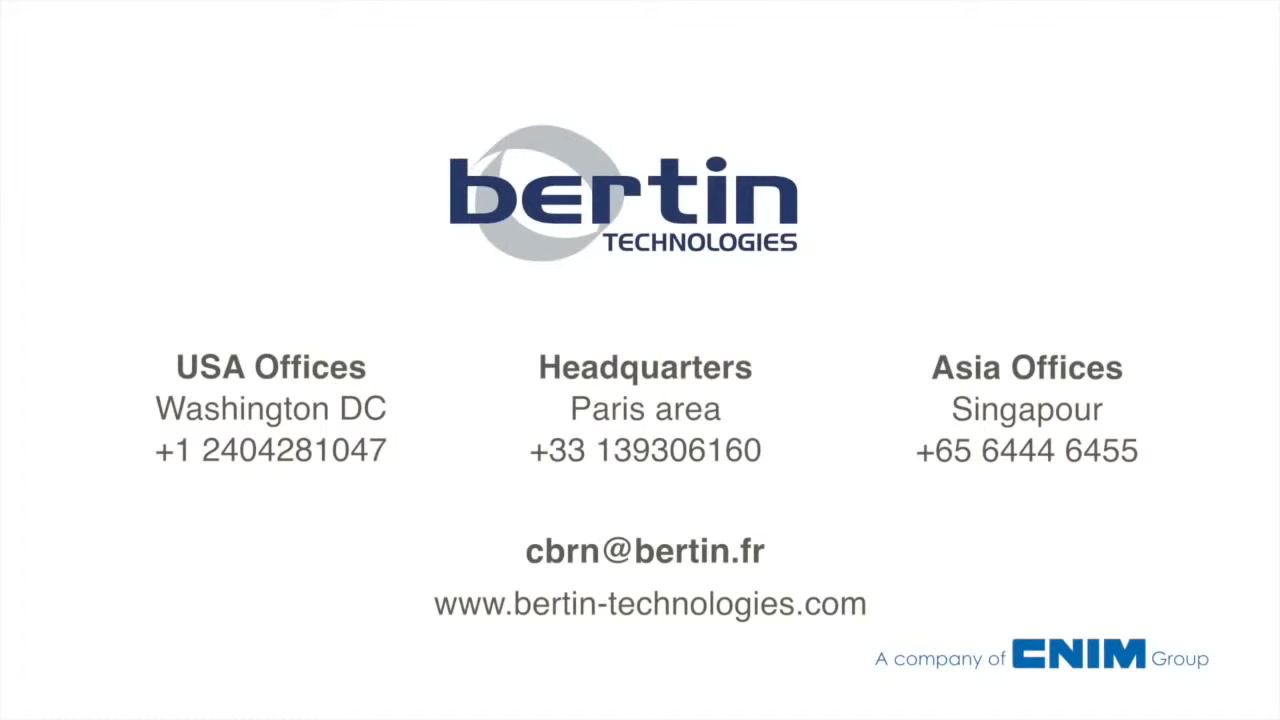 bertin
TECHNOLOGIES
USA Offices
Washington DC
+1 2404281047
Headquarters
Paris area
+33 139306160
Asia Offices
Singapour
+65 6444 6455
cbrn@bertin.fr
www.bertin-technologies.com
A company of CNIM Group